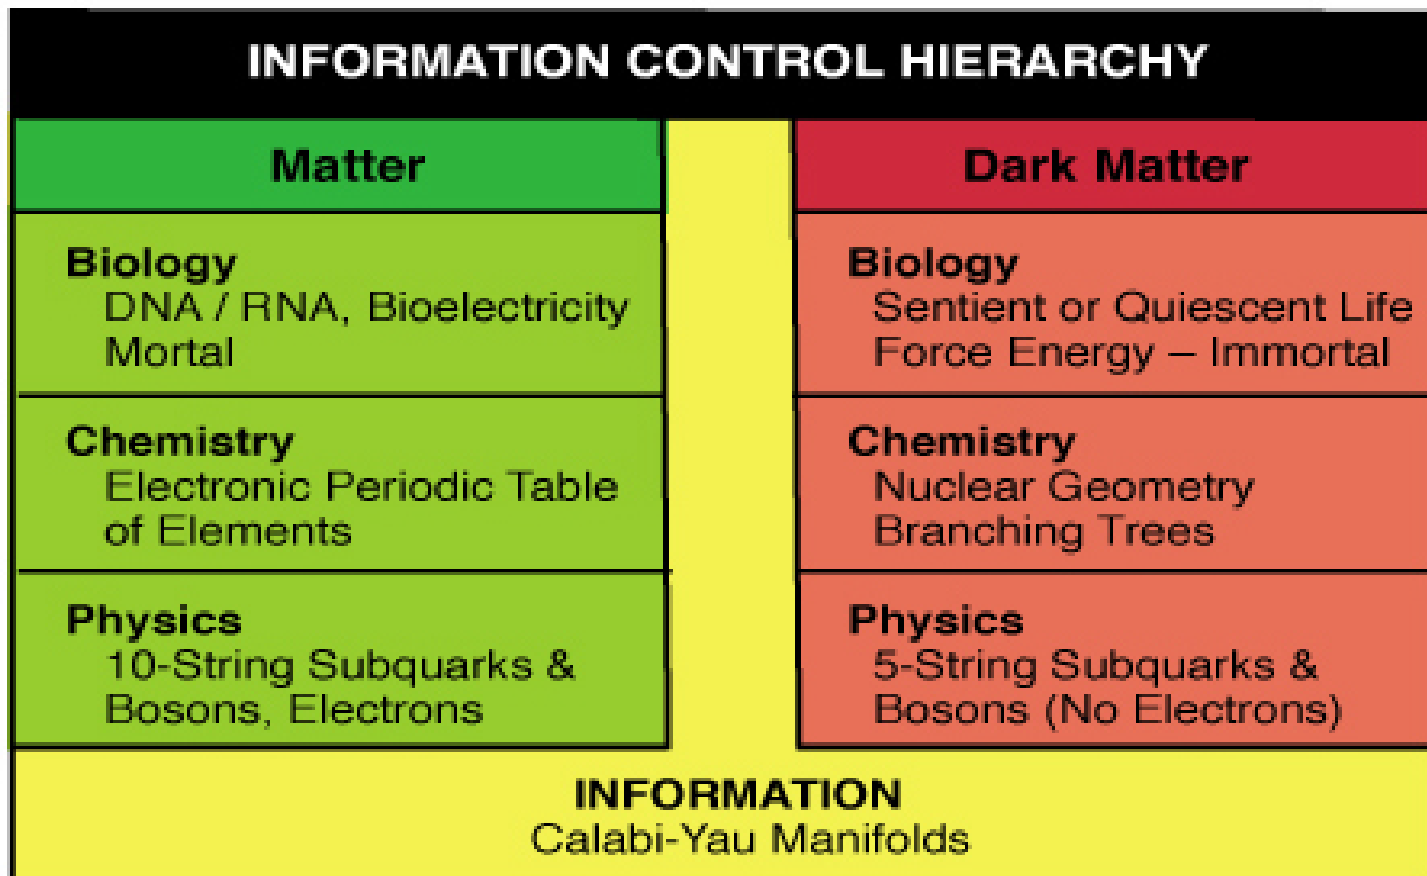 INFORMATION CONTROL HIERARCHY
Matter
Biology
DNA / RNA, Bioelectricity
Mortal
Chemistry
Electronic Periodic Table
of Elements
Physics
10-String Subquarks &
Bosons, Electrons
Dark Matter
Biology
Sentient or Quiescent Life
Force Energy – Immortal
Chemistry
Nuclear Geometry
Branching Trees
Physics
5-String Subquarks &
Bosons (No Electrons)
INFORMATION
Calabi-Yau Manifolds